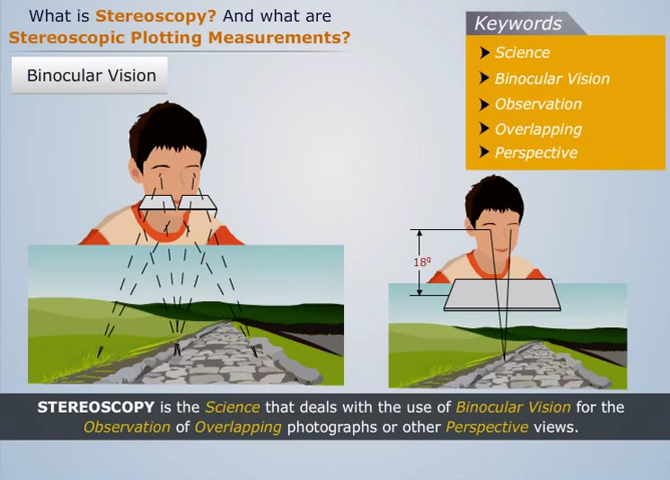 What is Stereoscopy? And what are
Stereoscopic Plotting Measurements?
Binocular Vision
Keywords
Science
Binocular Vision
Observation
Overlapping
Perspective
18⁰
STEREOSCOPY is the Science that deals with the use of Binocular Vision for the
Observation of Overlapping photographs or other Perspective views.